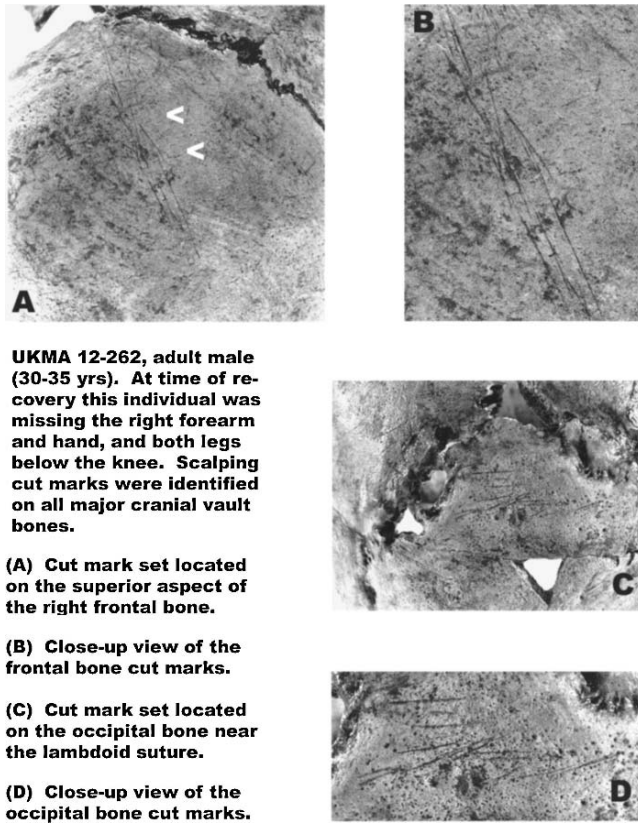 A
B
UKMA 12-262, adult male
(30-35 yrs). At time of re-
covery this individual was
missing the right forearm
and hand, and both legs
below the knee. Scalping
cut marks were identified
on all major cranial vault
bones.
(A) Cut mark set located
on the superior aspect of
the right frontal bone.
(B) Close-up view of the
frontal bone cut marks.
(C) Cut mark set located
on the occipital bone near
the lambdoid suture.
(D) Close-up view of the
occipital bone cut marks.
C
D